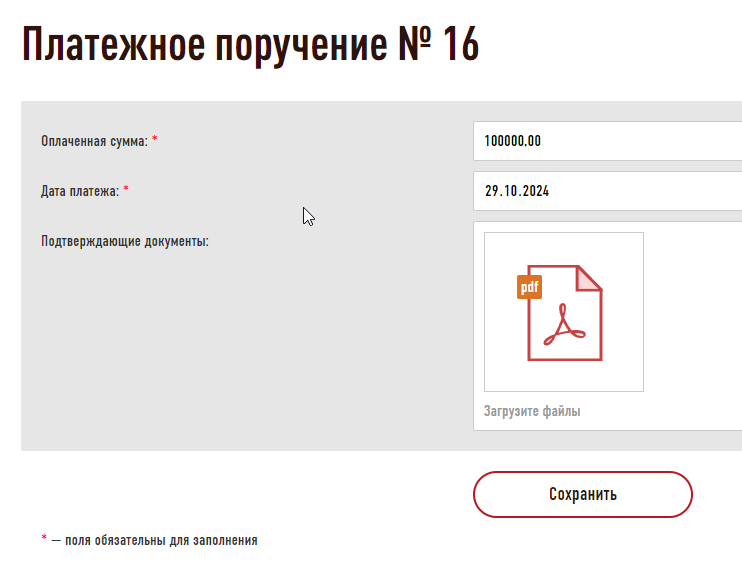 Платежное поручение № 16
Оплаченная сумма: *
100000.00
Дата платежа: *
29.10.2024
Подтверждающие документы:
pdf
Загрузите файлы
Сохранить
* — поля обязательны для заполнения